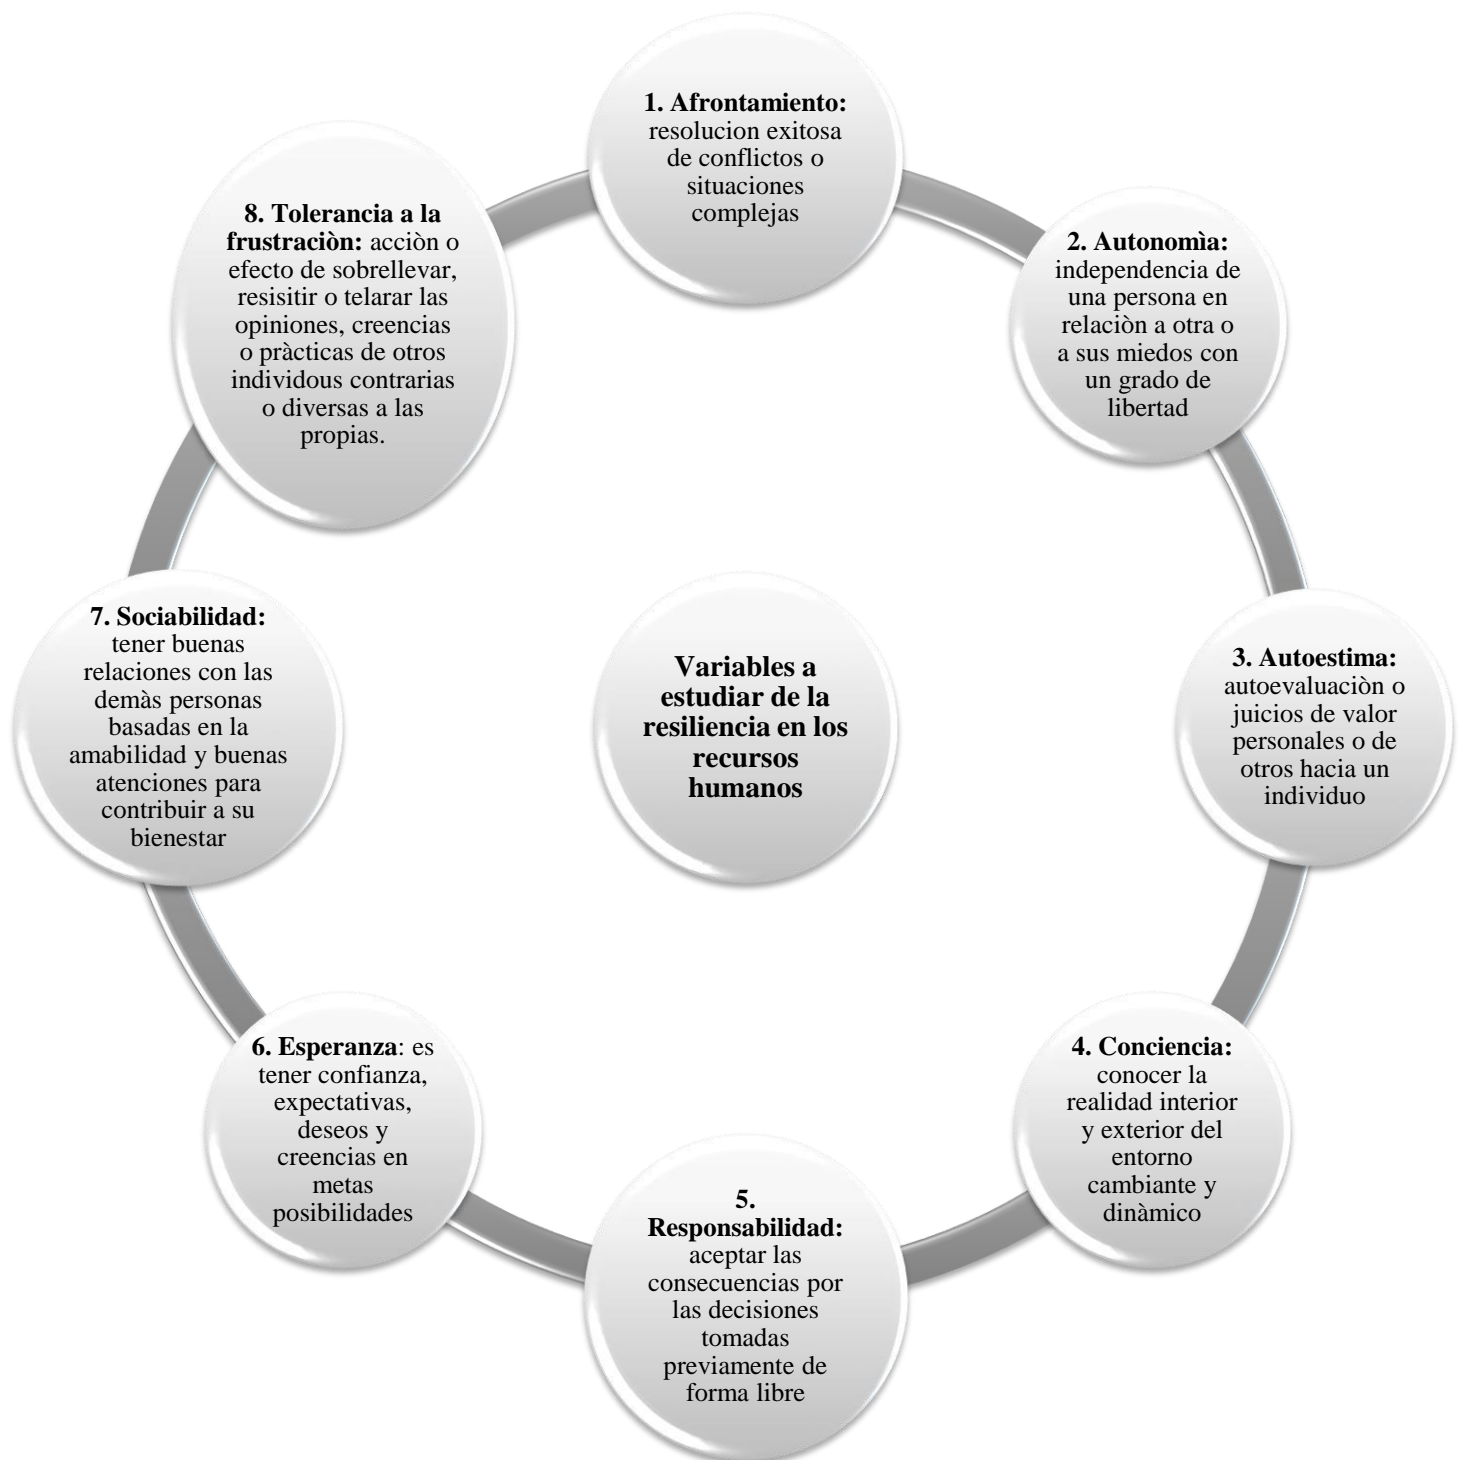 1. Afrontamiento:
resolucion exitosa
de conflictos o
situaciones
complejas
2. Autonomìa:
independencia de
una persona en
relaciòn a otra o
a sus miedos con
un grado de
libertad
3. Autoestima:
autoevaluaciòn o
juicios de valor
personales o de
otros hacia un
individuo
4. Conciencia:
conocer la
realidad interior
y exterior del
entorno
cambiante y
dinàmico
5.
Responsabilidad:
aceptar las
consecuencias por
las decisiones
tomadas
previamente de
forma libre
6. Esperanza: es
tener confianza,
expectativas,
deseos y
creencias en
metas
posibilidades
7. Sociabilidad:
tener buenas
relaciones con las
demàs personas
basadas en la
amabilidad y buenas
atenciones para
contribuir a su
bienestar
8. Tolerancia a la
frustraciòn: acciòn o
efecto de sobrellevar,
resisitir o telarar las
opiniones, creencias
o pràcticas de otros
individous contrarias
o diversas a las
propias.
Variables a
estudiar de la
resiliencia en los
recursos
humanos